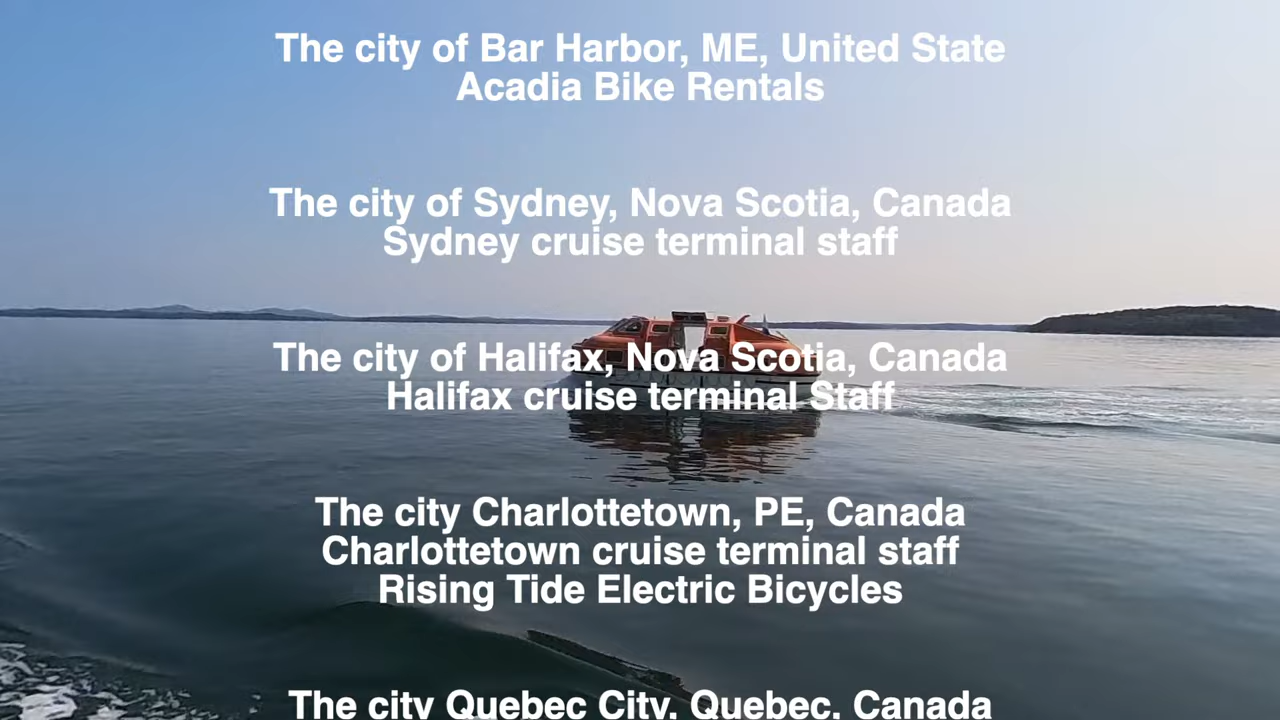 The city of Bar Harbor, ME, United State
Acadia Bike Rentals
The city of Sydney, Nova Scotia, Canada
Sydney cruise terminal staff
The city of Halifax, Nova Scotia, Canada
Halifax cruise terminal Staff
The city Charlottetown, PE, Canada
Charlottetown cruise terminal staff
Rising Tide Electric Bicycles
The city Quebec City, Quebec, Canada